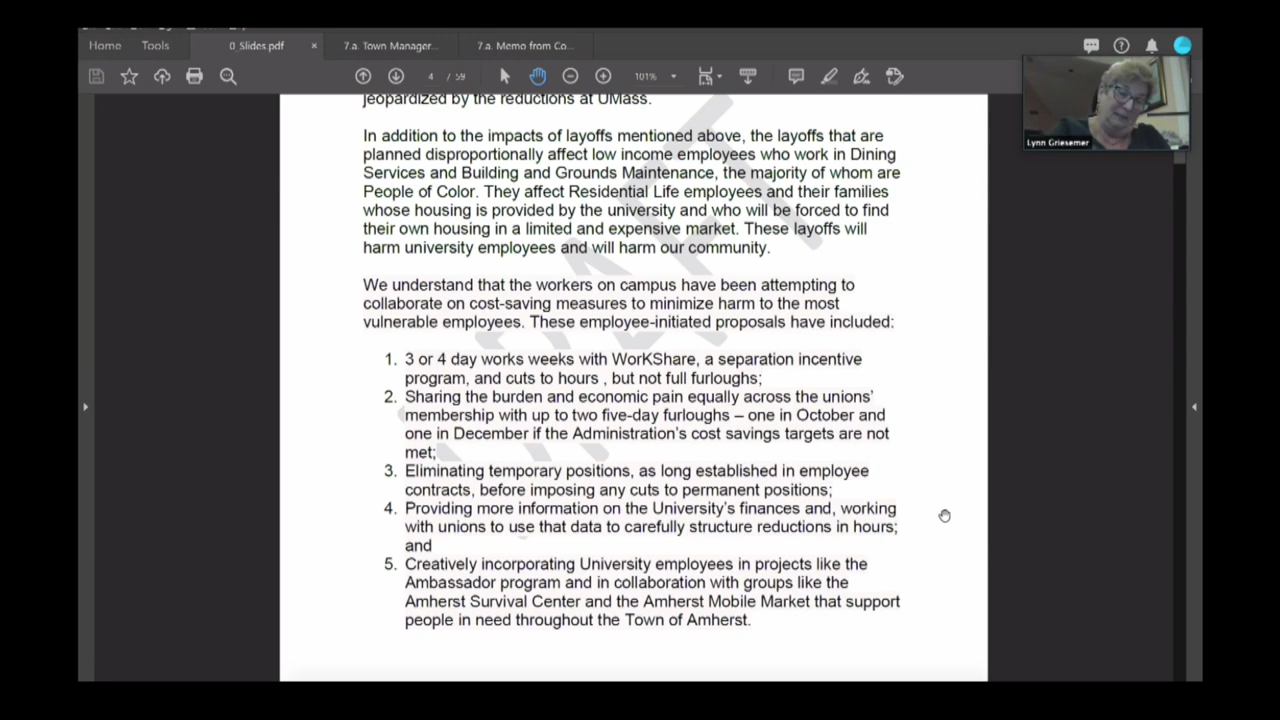 Home Tools 0_Slides.pdf × 7.a. Town Manager... 7.a. Memo from Co...
4 / 59 101%
Lynn Griesemer
jeopardized by the reductions at UMass.
In addition to the impacts of layoffs mentioned above, the layoffs that are
planned disproportionally affect low income employees who work in Dining
Services and Building and Grounds Maintenance, the majority of whom are
People of Color. They affect Residential Life employees and their families
whose housing is provided by the university and who will be forced to find
their own housing in a limited and expensive market. These layoffs will
harm university employees and will harm our community.
We understand that the workers on campus have been attempting to
collaborate on cost-saving measures to minimize harm to the most
vulnerable employees. These employee-initiated proposals have included:
1. 3 or 4 day works weeks with WorKShare, a separation incentive
program, and cuts to hours , but not full furloughs;
2. Sharing the burden and economic pain equally across the unions'
membership with up to two five-day furloughs – one in October and
one in December if the Administration's cost savings targets are not
met;
3. Eliminating temporary positions, as long established in employee
contracts, before imposing any cuts to permanent positions;
4. Providing more information on the University's finances and, working
with unions to use that data to carefully structure reductions in hours;
and
5. Creatively incorporating University employees in projects like the
Ambassador program and in collaboration with groups like the
Amherst Survival Center and the Amherst Mobile Market that support
people in need throughout the Town of Amherst.
DRAFT